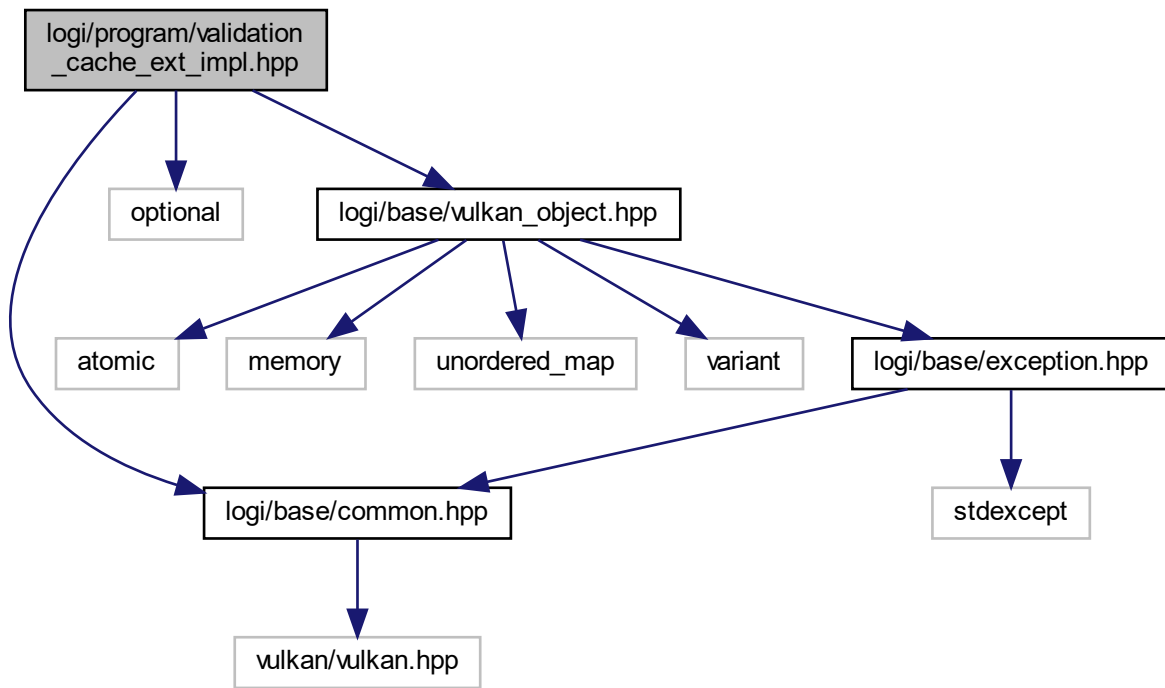 logi/program/validation
_cache_ext_impl.hpp
optional
logi/base/vulkan_object.hpp
atomic
memory
unordered_map
variant
logi/base/exception.hpp
logi/base/common.hpp
stdexcept
vulkan/vulkan.hpp